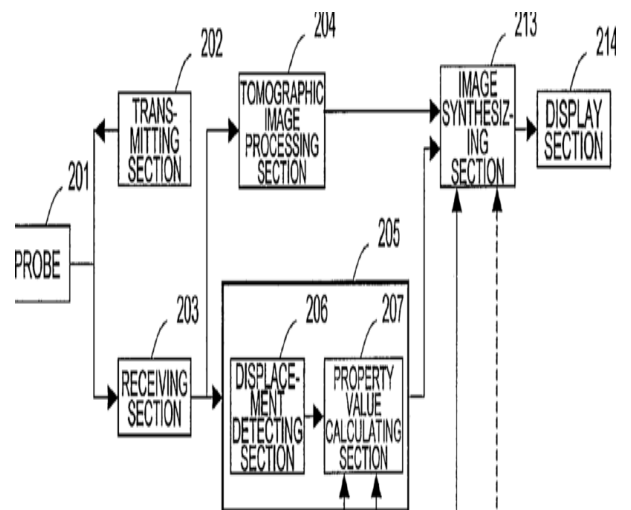 202
TRANS-
MITTING
SECTION
204
TOMOGRAPHIC
IMAGE
PROCESSING
SECTION
213
IMAGE
SYNTHESIZ-
ING
SECTION
214
DISPLAY
SECTION
201
PROBE
203
RECEIVING
SECTION
205
206
DISPLACE-
MENT
DETECTING
SECTION
207
PROPERTY
VALUE
CALCULATING
SECTION